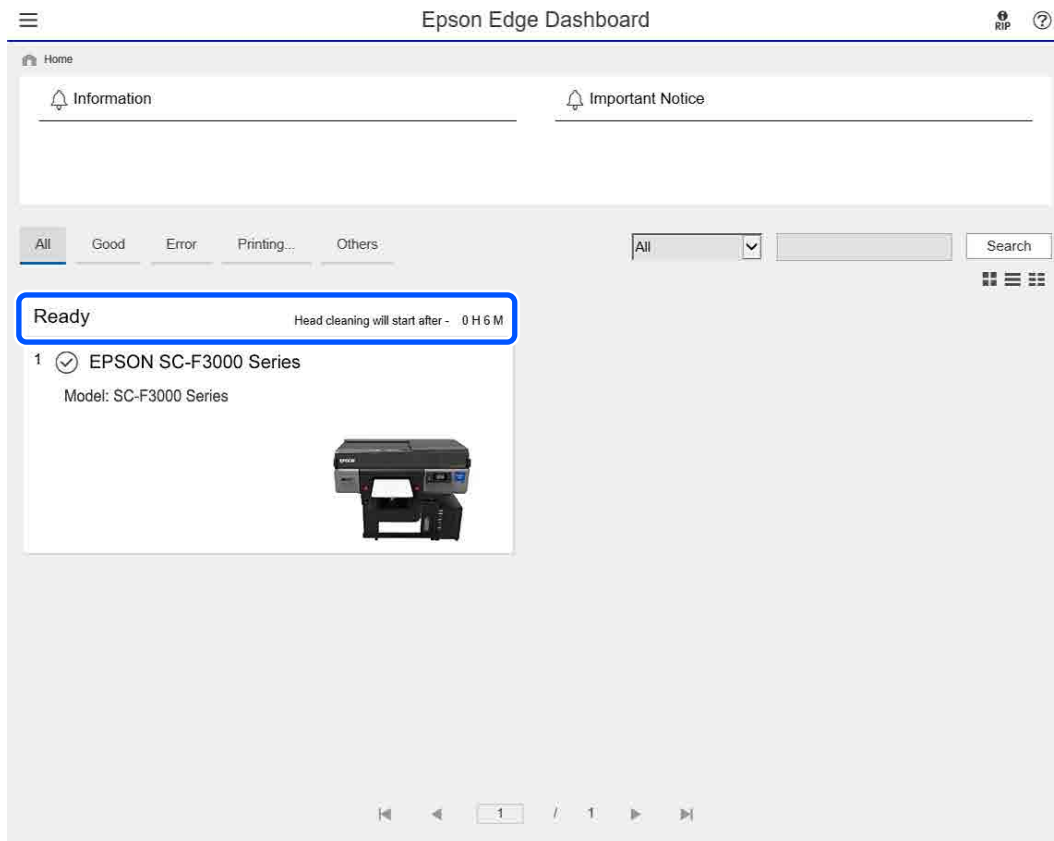 Epson Edge Dashboard
RIP
Home
Information
Important Notice
All Good Error Printing... Others
All
Search
Ready
Head cleaning will start after - 0 H 6 M
1 EPSON SC-F3000 Series
Model: SC-F3000 Series
EPSON
1 / 1